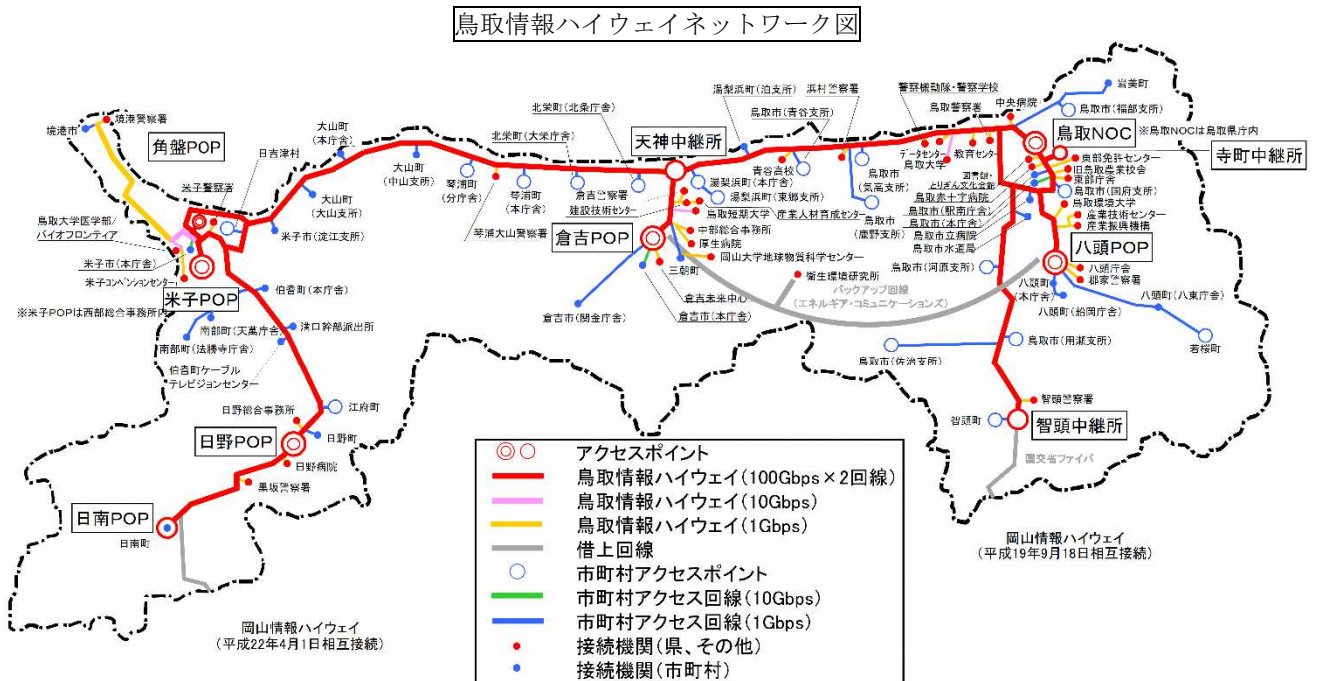 鳥取情報ハイウェイネットワーク図
境港市
境港警察署
角盤POP
日吉津村
米子警察署
鳥取大学医学部/
バイオフロンティア
米子市(本庁舎)
米子コンベンションセンター
米子POP
※米子POPは西部総合事務所内
米子市(淀江支所)
大山町
(大山支所)
大山町
(本庁舎)
大山町
(中山支所)
琴浦町
(分庁舎)
琴浦大山警察署
琴浦町
(本庁舎)
北栄町(大栄庁舎)
北栄町(北条庁舎)
倉吉警察署
建設技術センター
天神中継所
湯梨浜町(泊支所)
湯梨浜町(本庁舎)
湯梨浜町(東郷支所)
鳥取短期大学
産業人材育成センター
倉吉POP
中部総合事務所
厚生病院
岡山大学地球物質科学センター
三朝町
倉吉未来中心
倉吉市(本庁舎)
倉吉市(関金庁舎)
衛生環境研究所
バックアップ回線
(エネルギア・コミュニケーションズ)
青谷高校
鳥取市
(青谷支所)
浜村警察署
鳥取市
(気高支所)
鳥取市
(鹿野支所)
警察機動隊・警察学校
データセンター
鳥取大学
鳥取警察署
教育センター
中央病院
岩美町
鳥取市(福部支所)
鳥取NOC
※鳥取NOCは鳥取県庁内
寺町中継所
図書館・
とりぎん文化会館
鳥取赤十字病院
鳥取市(駅南庁舎)
鳥取市(本庁舎)
鳥取市立病院
鳥取市水道局
東部免許センター
旧鳥取農業校会
東部庁舎
鳥取市(国府支所)
鳥取環境大学
産業技術センター
産業振興機構
八頭POP
八頭庁舎
郡家警察署
八頭町
(本庁舎)
八頭町(船岡庁舎)
八頭町(八東庁舎)
若桜町
鳥取市(河原支所)
鳥取市(用瀬支所)
鳥取市(佐治支所)
智頭警察署
智頭町
智頭中継所
国交省ファイバ
岡山情報ハイウェイ
(平成19年9月18日相互接続)
伯耆町(本庁舎)
南部町(天萬庁舎)
南部町(法勝寺庁舎)
溝口幹部派出所
伯耆町ケーブル
テレビジョンセンター
江府町
日野総合事務所
日野POP
日野町
日野病院
黒坂警察署
日南POP
日南町
岡山情報ハイウェイ
(平成22年4月1日相互接続)
アクセスポイント
鳥取情報ハイウェイ(100Gbps×2回線)
鳥取情報ハイウェイ(10Gbps)
鳥取情報ハイウェイ(1Gbps)
借上回線
市町村アクセスポイント
市町村アクセス回線(10Gbps)
市町村アクセス回線(1Gbps)
接続機関(県、その他)
接続機関(市町村)